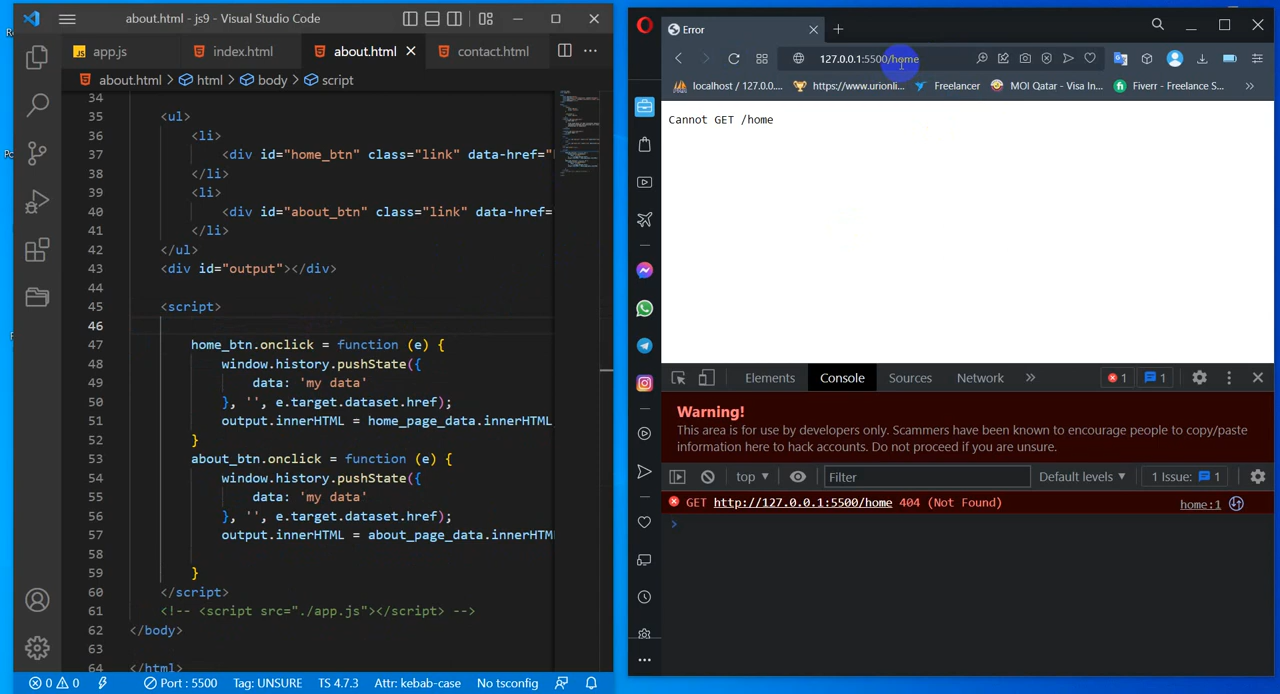 about.html - js9 - Visual Studio Code
app.js
index.html
about.html
contact.html
about.html > html > body > script
34
35 <ul>
36 <li>
37 <div id="home_btn" class="link" data-href="
38 </li>
39 <li>
40 <div id="about_btn" class="link" data-href=
41 </li>
42 </ul>
43 <div id="output"></div>
44
45 <script>
46
47 home_btn.onclick = function (e) {
48 window.history.pushState({
49 data: 'my data'
50 }, '', e.target.dataset.href);
51 output.innerHTML = home_page_data.innerHTML
52 }
53 about_btn.onclick = function (e) {
54 window.history.pushState({
55 data: 'my data'
56 }, '', e.target.dataset.href);
57 output.innerHTML = about_page_data.innerHTM
58
59 }
60 </script>
61 <!-- <script src="./app.js"></script> -->
62 </body>
63
64 </html>
0 0 Port : 5500 Tag: UNSURE TS 4.7.3 Attr: kebab-case No tsconfig
Error
127.0.0.1:5500/home
localhost / 127.0.... https://www.urionli... Freelancer MOI Qatar - Visa In... Fiverr - Freelance S... »
Cannot GET /home
Elements Console Sources Network » 1 1
Warning!
This area is for use by developers only. Scammers have been known to encourage people to copy/paste
information here to hack accounts. Do not proceed if you are unsure.
top ▼ Filter Default levels ▼ 1 Issue: 1
GET http://127.0.0.1:5500/home 404 (Not Found) home:1